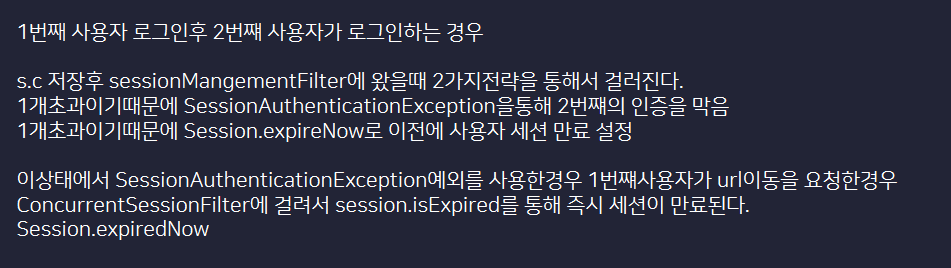 1번째 사용자 로그인후 2번째 사용자가 로그인하는 경우
s.c 저장후 sessionMangementFilter에 왔을때 2가지전략을 통해서 걸러진다.
1개초과이기때문에 SessionAuthenticationException을통해 2번째의 인증을 막음
1개초과이기때문에 Session.expireNow로 이전에 사용자 세션 만료 설정
이상태에서 SessionAuthenticationException예외를 사용한경우 1번째사용자가 url이동을 요청한경우
ConcurrentSessionFilter에 걸려서 session.isExpired를 통해 즉시 세션이 만료된다.
Session.expiredNow